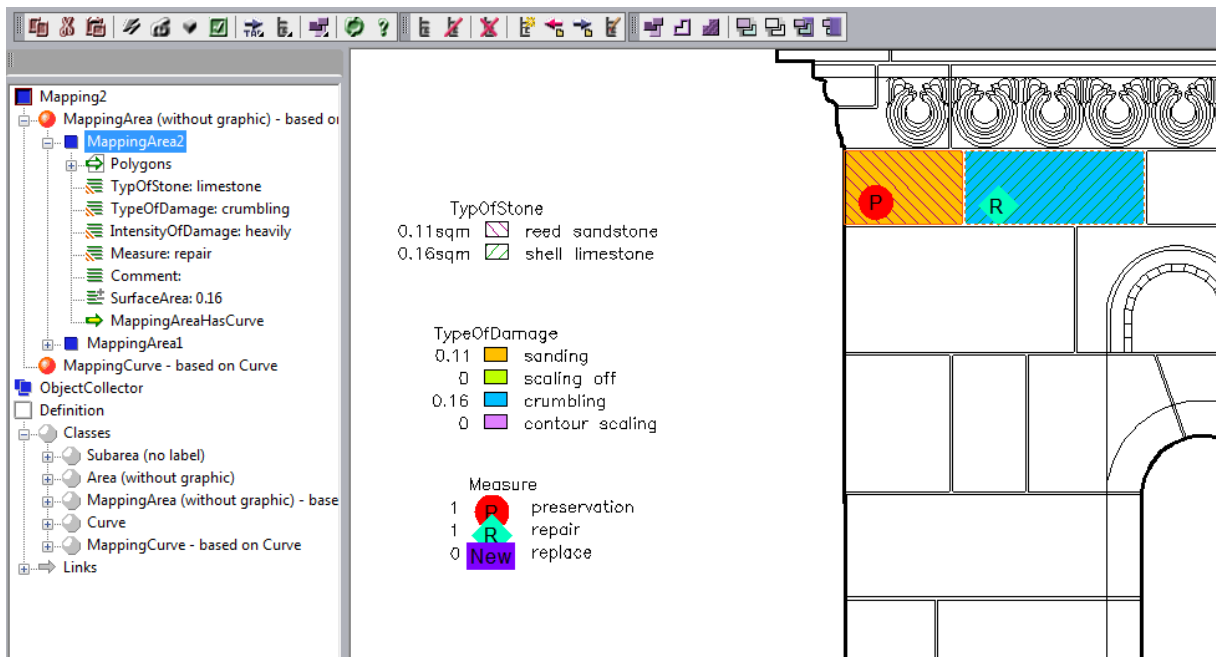 TAG
?
Mapping2
MappingArea (without graphic) - based or
MappingArea2
Polygons
TypOfStone: limestone
TypeOfDamage: crumbling
IntensityOfDamage: heavily
Measure: repair
Comment:
SurfaceArea: 0.16
MappingAreaHasCurve
MappingArea1
MappingCurve - based on Curve
ObjectCollector
Definition
Classes
Subarea (no label)
Area (without graphic)
MappingArea (without graphic) - base
Curve
MappingCurve - based on Curve
Links
TypOfStone
0.11sqm reed sandstone
0.16sqm shell limestone
TypeOfDamage
0.11 sanding
0 scaling off
0.16 crumbling
0 contour scaling
Measure
1 P preservation
1 R repair
0 New replace
P
R